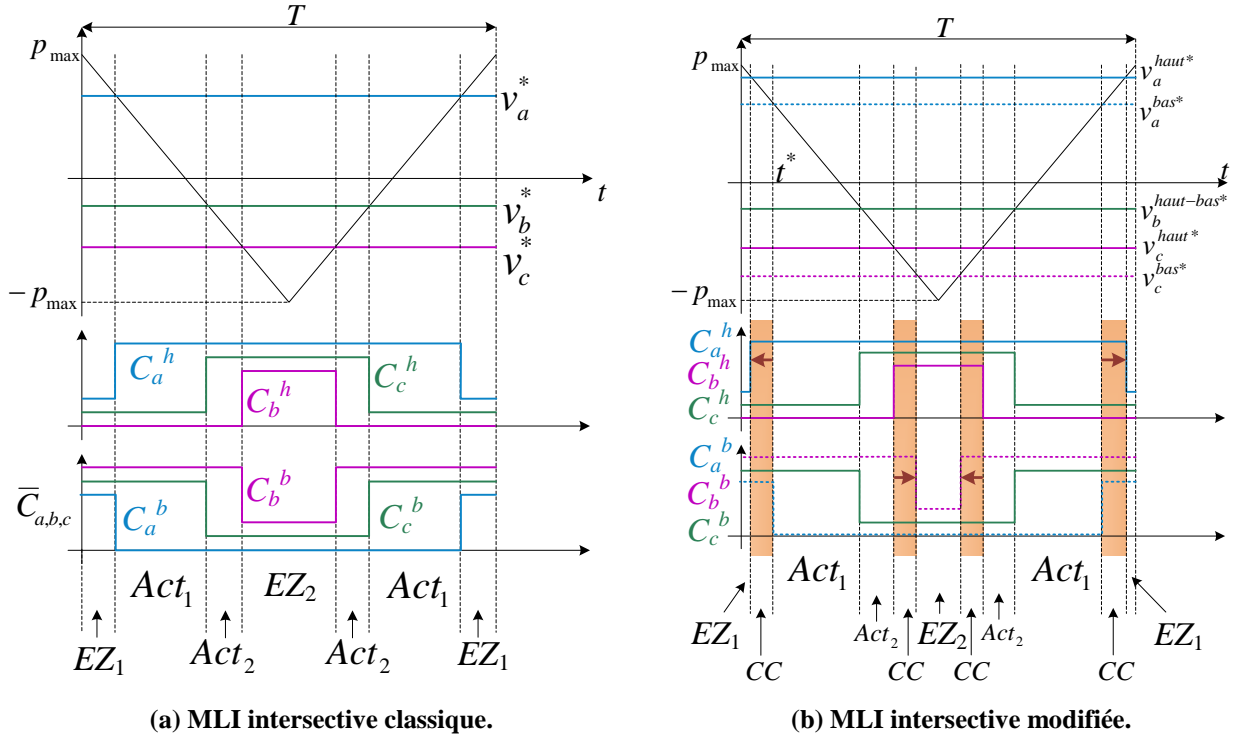 T
p_max
v_a^*
t
v_b^*
v_c^*
−p_max
C_a^h
C_b^h
C_c^h
C̅_a,b,c
C_a^b
C_b^b
C_c^b
Act_1 EZ_2 Act_1
EZ_1 Act_2 Act_2 EZ_1
(a) MLI intersective classique.
T
p_max
v_a^haut*
v_a^bas*
t^*
t
v_b^haut−bas*
v_c^haut*
v_c^bas*
−p_max
C_a^h
C_b^h
C_c^h
C_a^b
C_b^b
C_c^b
Act_1 Act_1
EZ_1 Act_2 EZ_2 Act_2 EZ_1
CC CC CC CC
(b) MLI intersective modifiée.